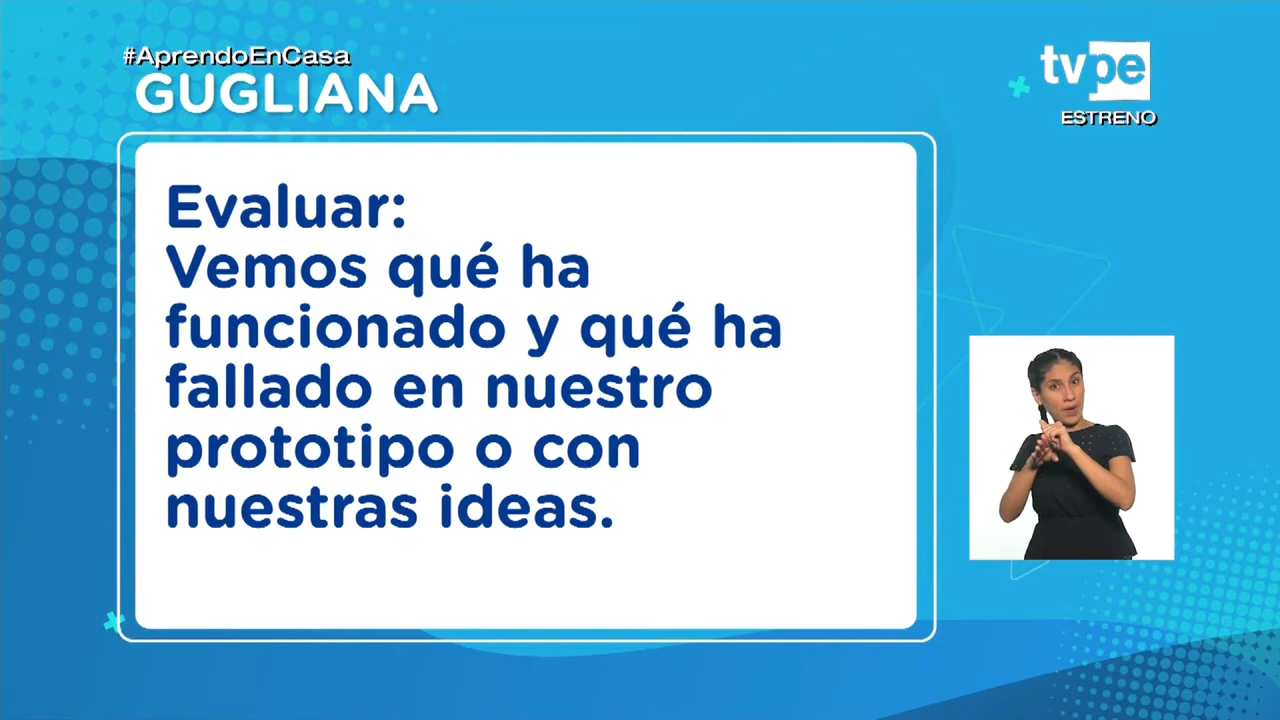 #AprendoEnCasa
GUGLIANA
tvpe
ESTRENO
Evaluar:
Vemos qué ha
funcionado y qué ha
fallado en nuestro
prototipo o con
nuestras ideas.